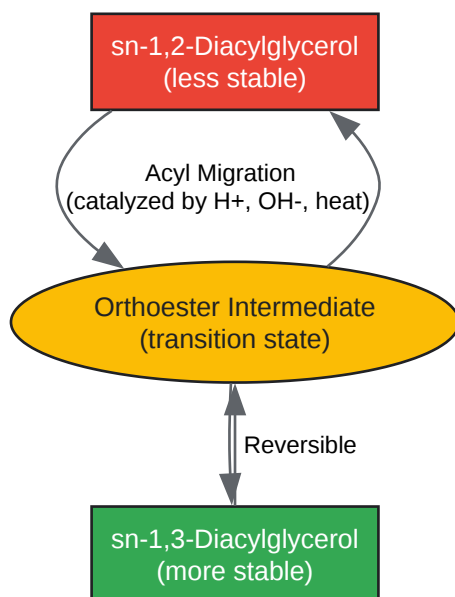 sn-1,2-Diacylglycerol
(less stable)
Acyl Migration
(catalyzed by H+, OH-, heat)
Orthoester Intermediate
(transition state)
Reversible
sn-1,3-Diacylglycerol
(more stable)